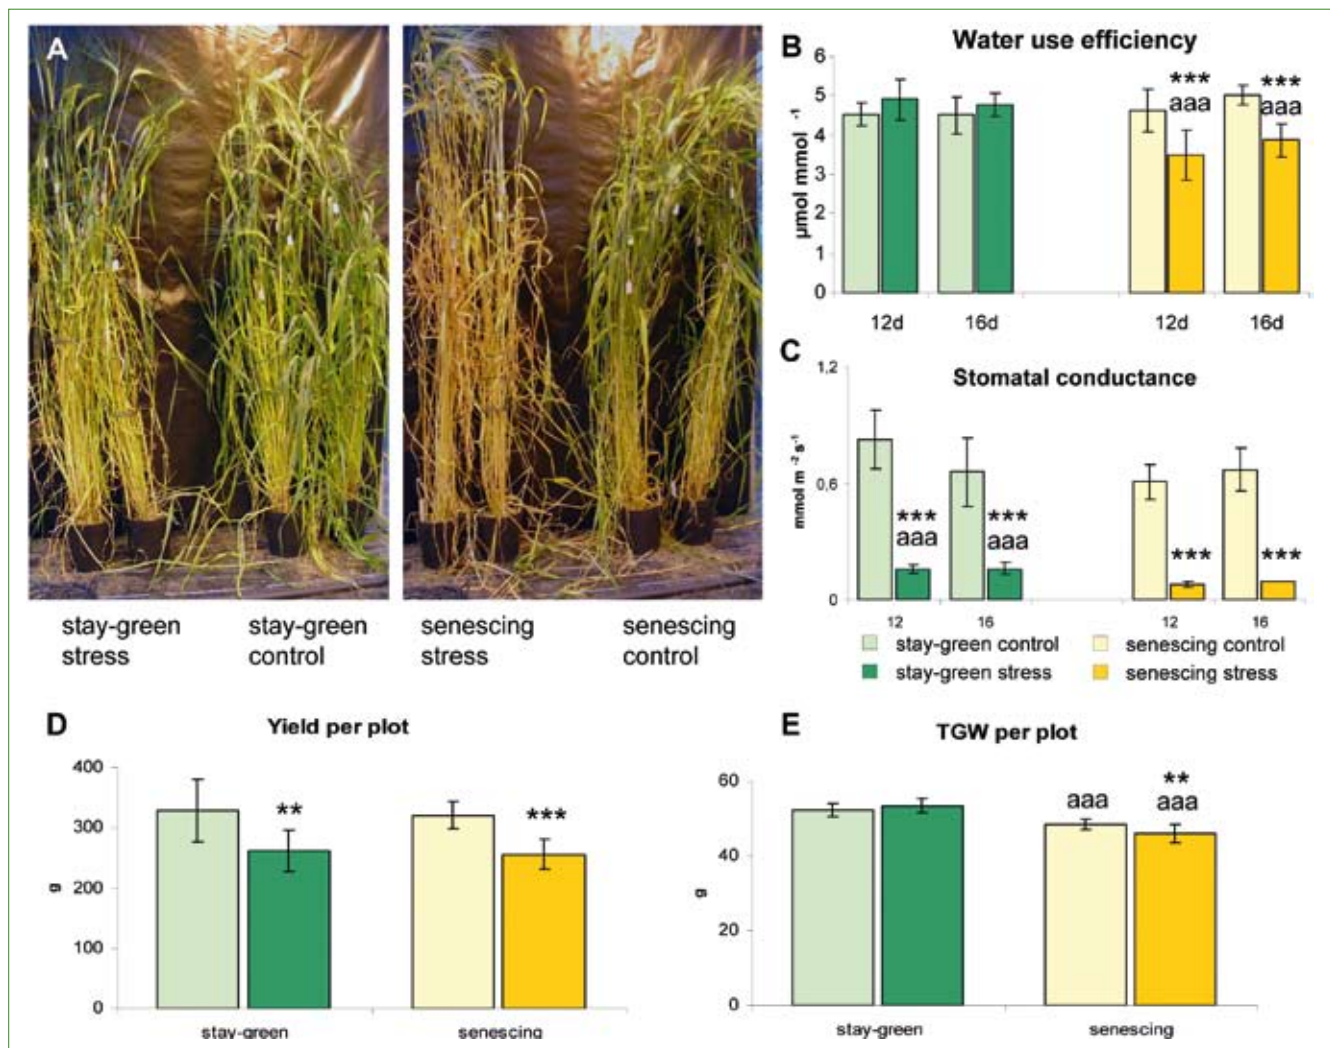 A
stay-green
stress
stay-green
control
senescing
stress
senescing
control
B
Water use efficiency
µmol mmol -1
6
5
4
3
2
1
0
***
aaa
***
aaa
12d
16d
12d
16d
C
Stomatal conductance
mmol m -2 s-1
1,2
0,6
0
***
aaa
***
aaa
***
***
12
16
12
16
stay-green control
senescing control
stay-green stress
senescing stress
D
Yield per plot
g
400
300
200
100
0
**
***
stay-green
senescing
E
TGW per plot
g
60
40
20
0
aaa
**
aaa
stay-green
senescing